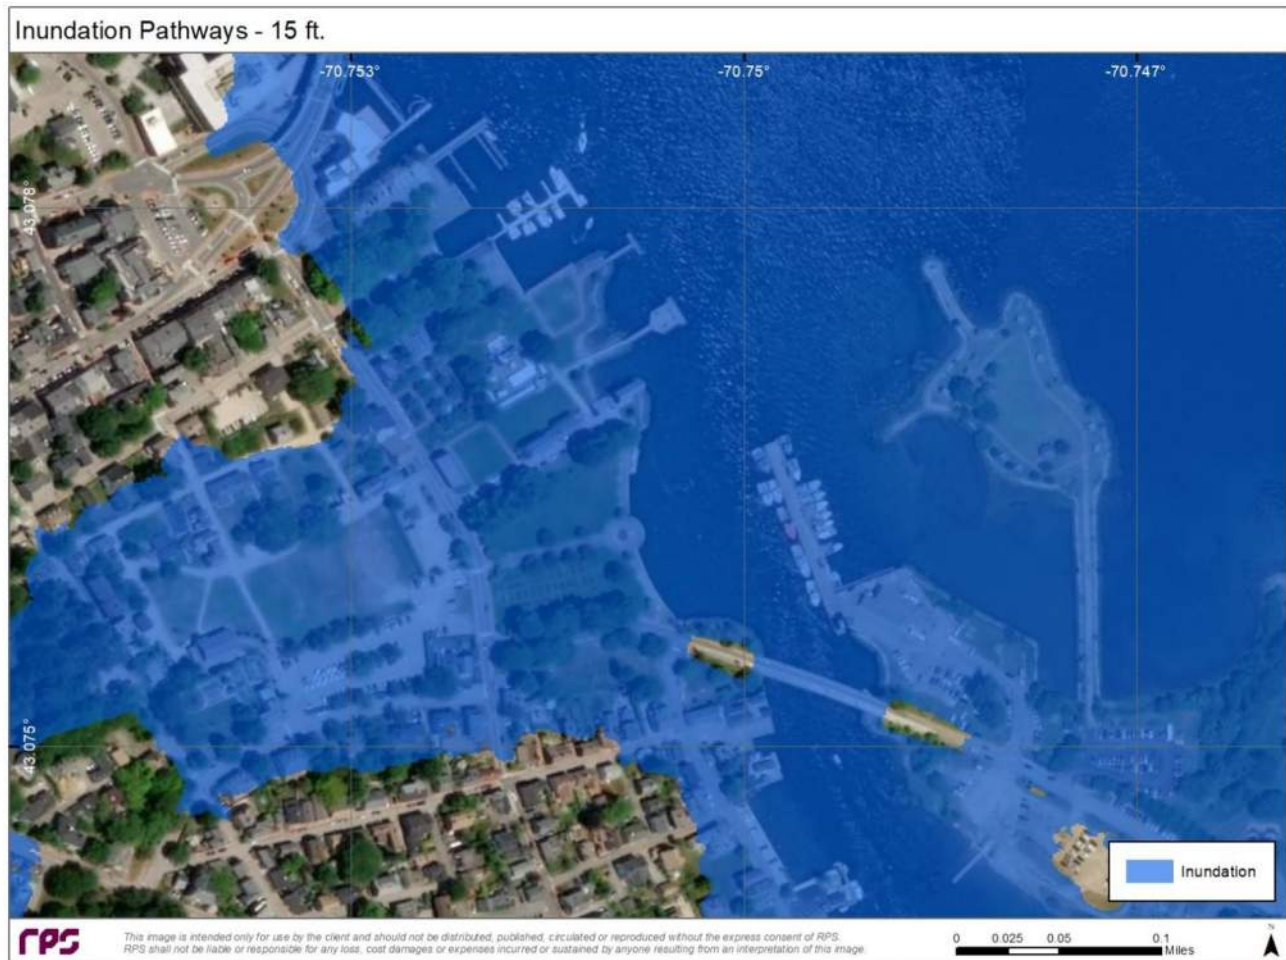 Inundation Pathways - 15 ft.
-70.753°
-70.75°
-70.747°
43.078°
43.075°
Inundation
rps
This image is intended only for use by the client and should not be distributed, published, circulated or reproduced without the express consent of RPS.
RPS shall not be liable or responsible for any loss, cost damages or expenses incurred or sustained by anyone resulting from an interpretation of this image.
0 0.025 0.05 0.1
Miles
N